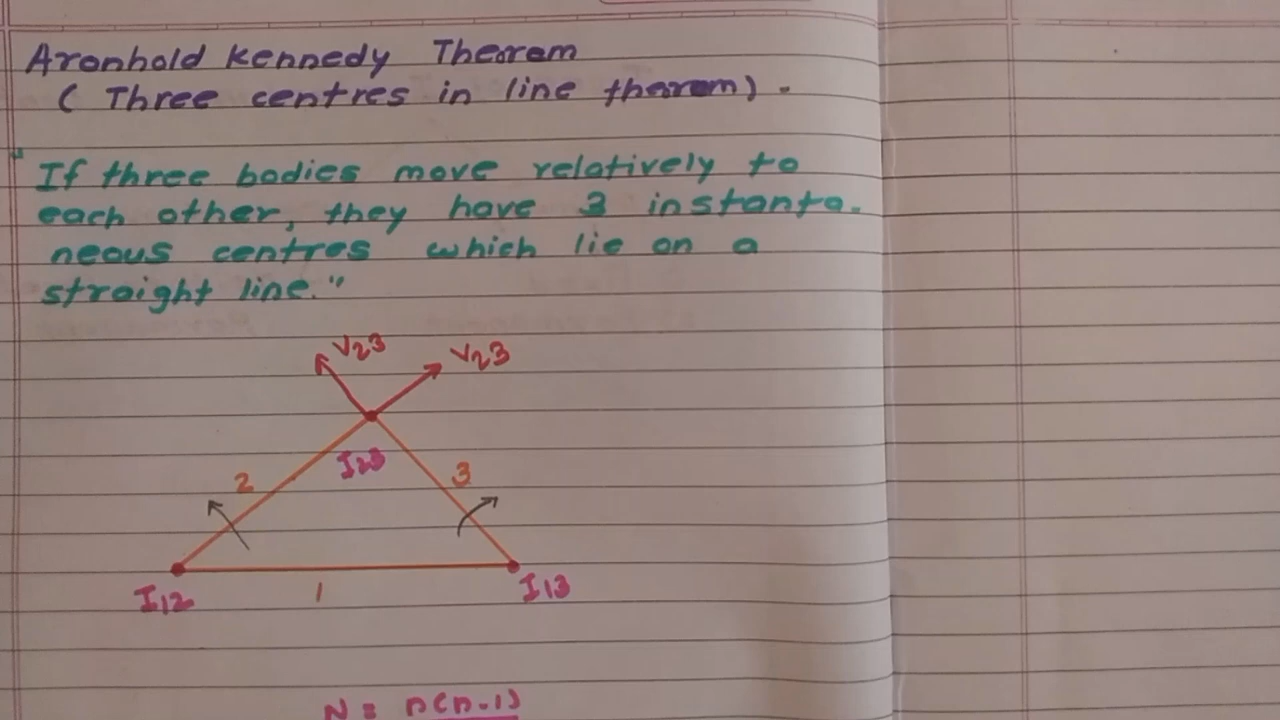 Aronhold Kennedy Theorem
( Three centres in line therem) .
"If three bodies move relatively to
each other, they have 3 instanta-
neous centres which lie on a
straight line."
V23 V23
I23
2 3
I12 1 I13
N = n(n-1)